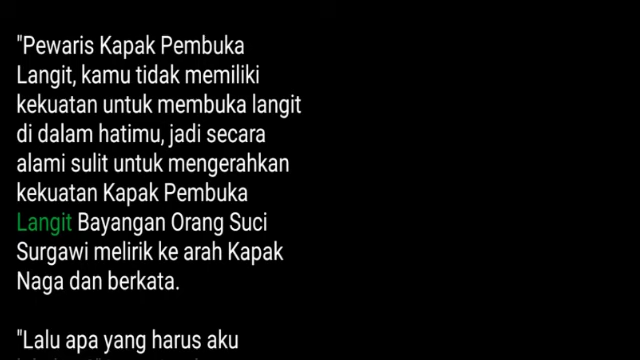 "Pewaris Kapak Pembuka
Langit, kamu tidak memiliki
kekuatan untuk membuka langit
di dalam hatimu, jadi secara
alami sulit untuk mengerahkan
kekuatan Kapak Pembuka
Langit Bayangan Orang Suci
Surgawi melirik ke arah Kapak
Naga dan berkata.
"Lalu apa yang harus aku